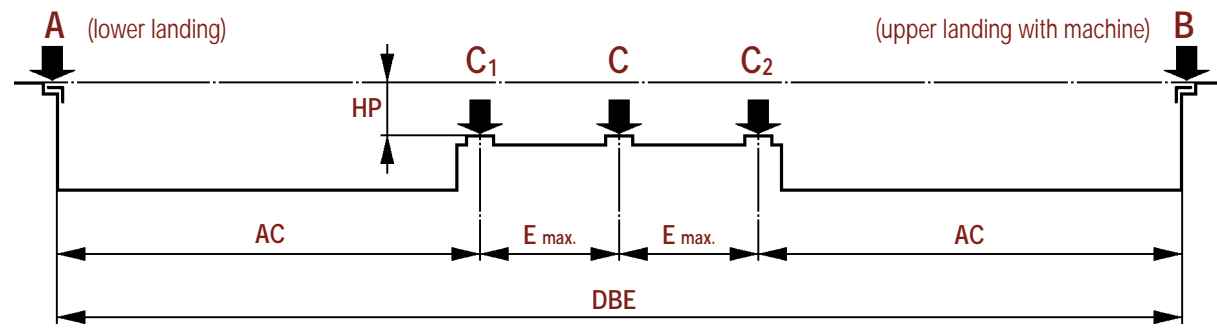 A (lower landing) (upper landing with machine) B
C1 C C2
HP
AC E max. E max. AC
DBE